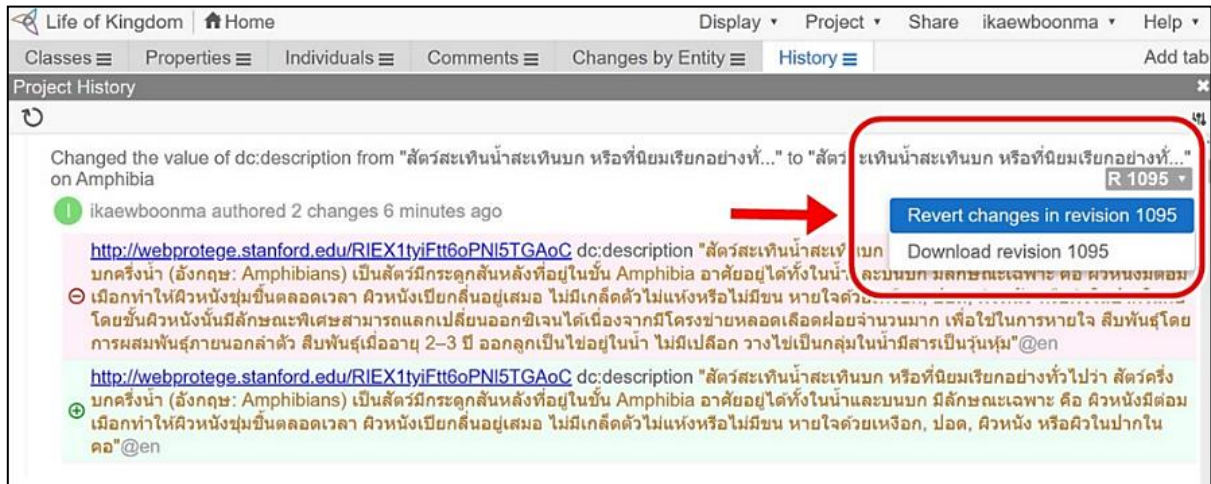 Life of Kingdom Home Display Project Share ikaewboonma Help
Classes Properties Individuals Comments Changes by Entity History Add tab
Project History
Changed the value of dc:description from "สัตว์สะเทินน้ำสะเทินบก หรือที่นิยมเรียกอย่างทั่..." to "สัตว์ สะเทินน้ำสะเทินบก หรือที่นิยมเรียกอย่างทั่..."
on Amphibia R 1095
I ikaewboonma authored 2 changes 6 minutes ago
Revert changes in revision 1095
Download revision 1095
http://webprotege.stanford.edu/RIEX1tyiFtt6oPNl5TGAoC dc:description "สัตว์สะเทินน้ำสะเทินบก
บกครึ่งน้ำ (อังกฤษ: Amphibians) เป็นสัตว์มีกระดูกสันหลังที่อยู่ในชั้น Amphibia อาศัยอยู่ได้ทั้งในน้ำและบนบก มีลักษณะเฉพาะ คือ ผิวหนังมีต่อม
เมือกทำให้ผิวหนังชุ่มชื้นตลอดเวลา ผิวหนังเปียกลื่นอยู่เสมอ ไม่มีเกล็ดตัวไม่แห้งหรือไม่มีขน หายใจด้วย
โดยชั้นผิวหนังนั้นมีลักษณะพิเศษสามารถแลกเปลี่ยนออกซิเจนได้เนื่องจากมีโครงข่ายหลอดเลือดฝอยจำนวนมาก เพื่อใช้ในการหายใจ สืบพันธุ์โดย
การผสมพันธุ์ภายนอกลำตัว สืบพันธุ์เมื่ออายุ 2–3 ปี ออกลูกเป็นไข่อยู่ในน้ำ ไม่มีเปลือก วางไข่เป็นกลุ่มในน้ำมีสารเป็นวุ้นหุ้ม"@en
http://webprotege.stanford.edu/RIEX1tyiFtt6oPNl5TGAoC dc:description "สัตว์สะเทินน้ำสะเทินบก หรือที่นิยมเรียกอย่างทั่วไปว่า สัตว์ครึ่ง
บกครึ่งน้ำ (อังกฤษ: Amphibians) เป็นสัตว์มีกระดูกสันหลังที่อยู่ในชั้น Amphibia อาศัยอยู่ได้ทั้งในน้ำและบนบก มีลักษณะเฉพาะ คือ ผิวหนังมีต่อม
เมือกทำให้ผิวหนังชุ่มชื้นตลอดเวลา ผิวหนังเปียกลื่นอยู่เสมอ ไม่มีเกล็ดตัวไม่แห้งหรือไม่มีขน หายใจด้วยเหงือก, ปอด, ผิวหนัง หรือผิวในปากใน
คอ"@en